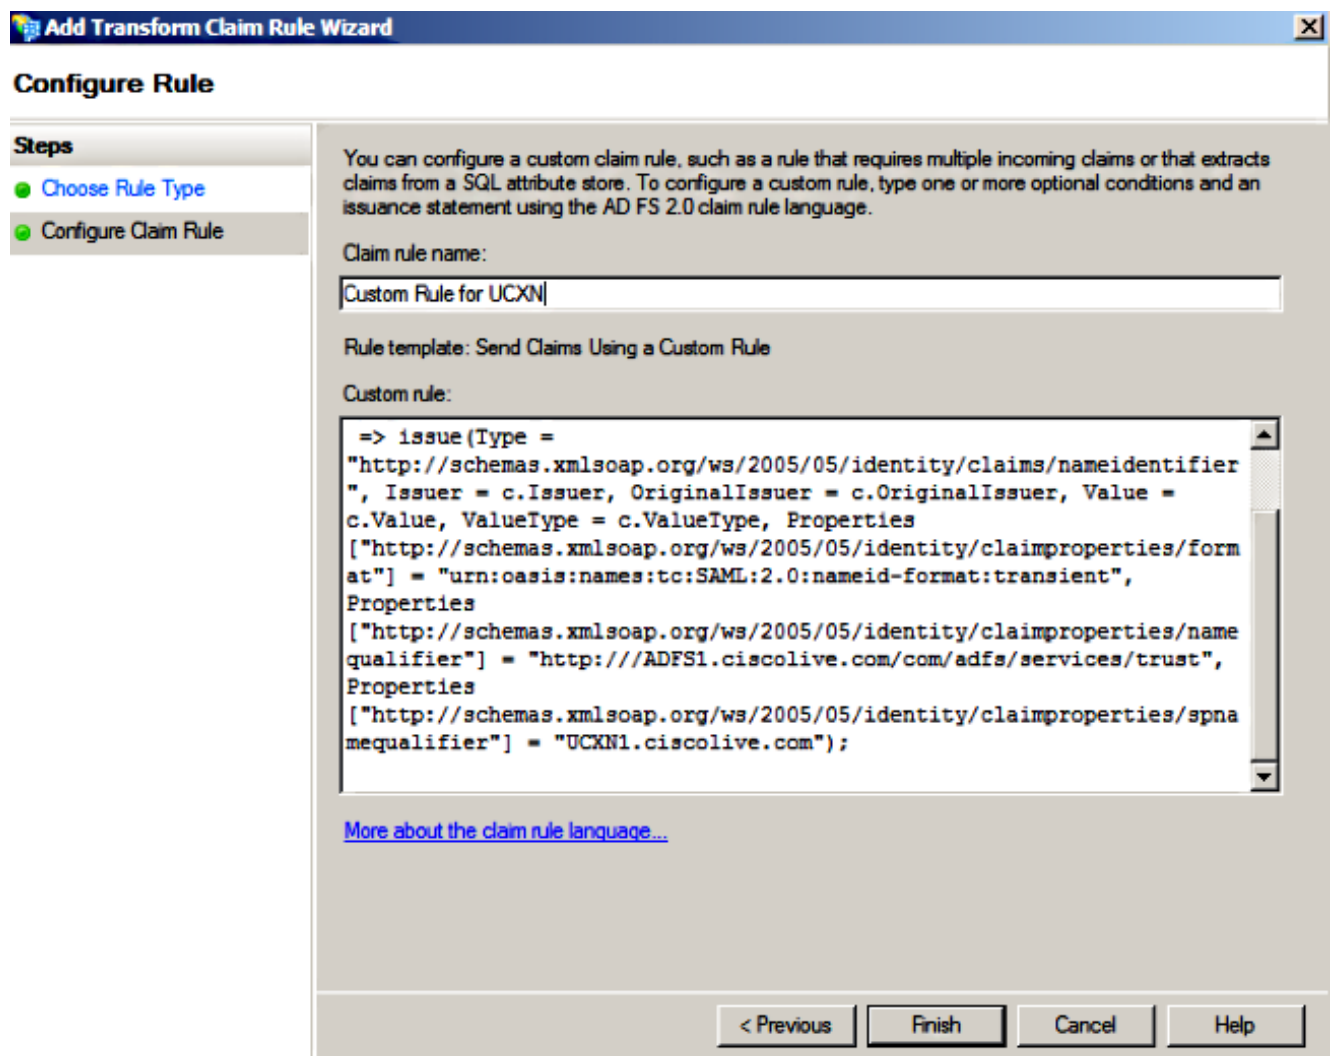 Add Transform Claim Rule Wizard
Configure Rule
Steps
Choose Rule Type
Configure Claim Rule
You can configure a custom claim rule, such as a rule that requires multiple incoming claims or that extracts
claims from a SQL attribute store. To configure a custom rule, type one or more optional conditions and an
issuance statement using the AD FS 2.0 claim rule language.
Claim rule name:
Custom Rule for UCXN
Rule template: Send Claims Using a Custom Rule
Custom rule:
=> issue(Type =
"http://schemas.xmlsoap.org/ws/2005/05/identity/claims/nameidentifier
", Issuer = c.Issuer, OriginalIssuer = c.OriginalIssuer, Value =
c.Value, ValueType = c.ValueType, Properties
["http://schemas.xmlsoap.org/ws/2005/05/identity/claimproperties/form
at"] = "urn:oasis:names:tc:SAML:2.0:nameid-format:transient",
Properties
["http://schemas.xmlsoap.org/ws/2005/05/identity/claimproperties/name
qualifier"] = "http:///ADFS1.ciscolive.com/com/adfs/services/trust",
Properties
["http://schemas.xmlsoap.org/ws/2005/05/identity/claimproperties/spna
mequalifier"] = "UCXN1.ciscolive.com");
More about the claim rule language...
< Previous
Finish
Cancel
Help